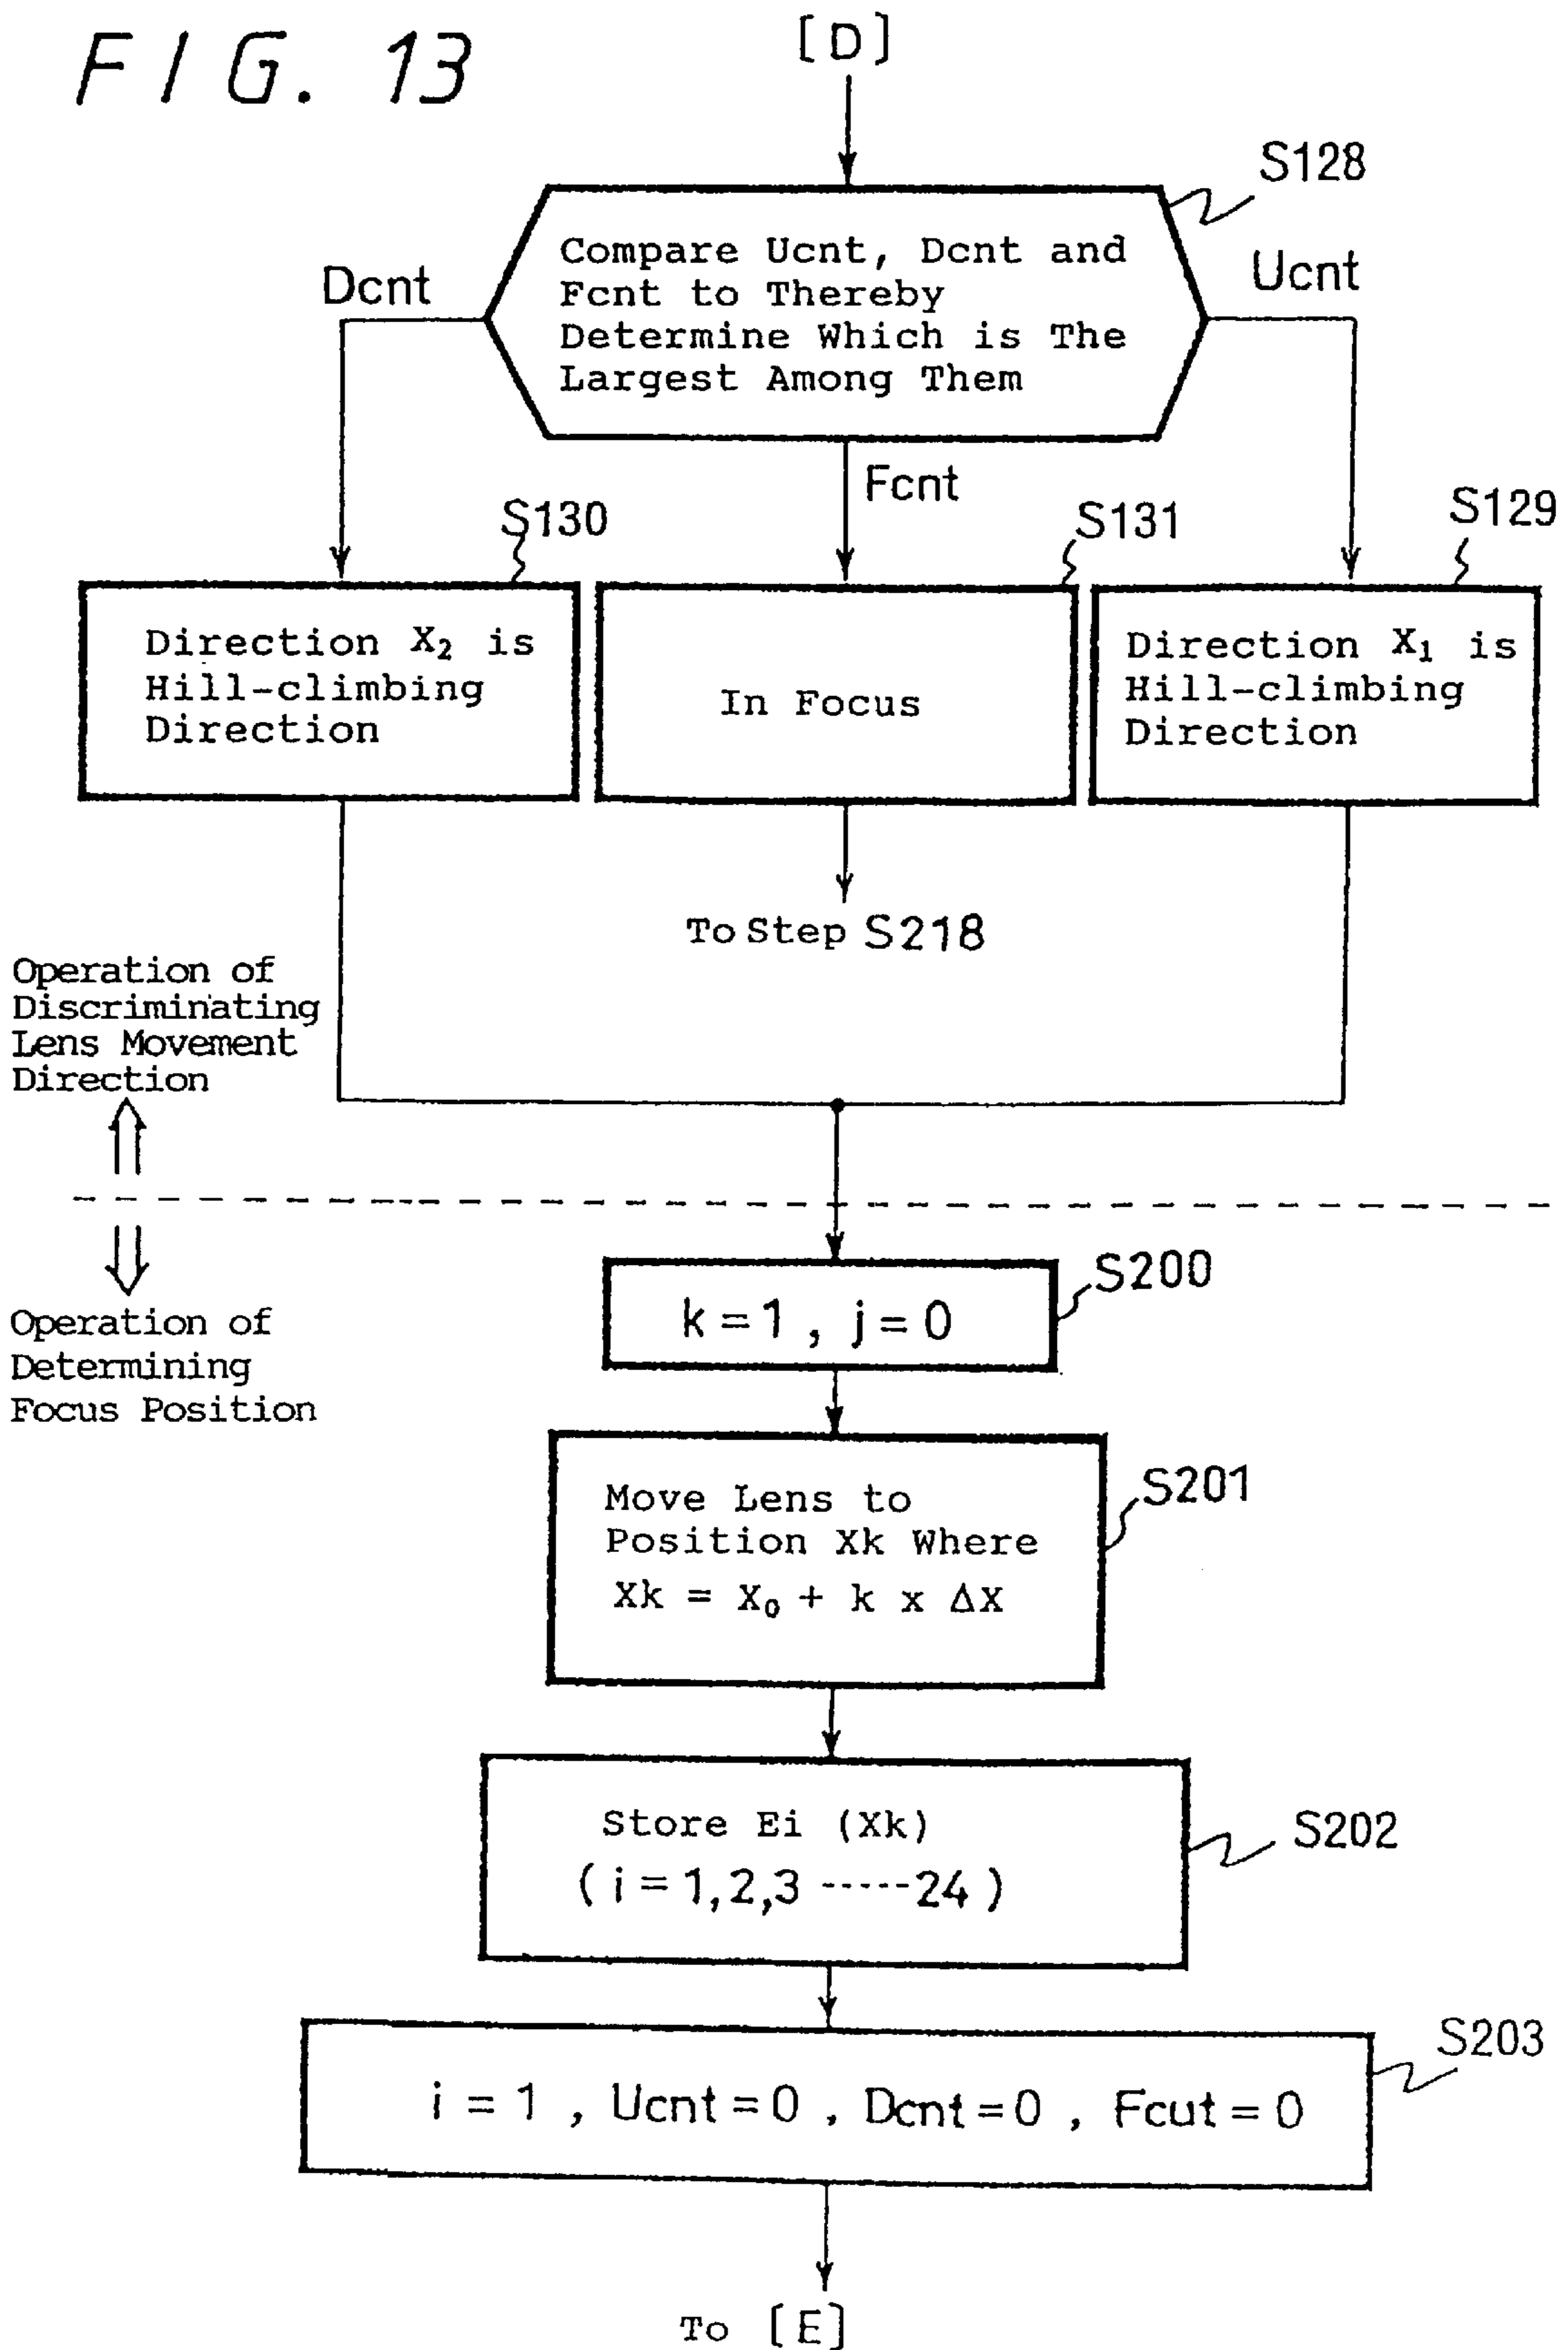 FIG. 13
[D]
S128
Compare Ucnt, Dcnt and
Fcnt to Thereby
Determine Which is The
Largest Among Them
Dcnt
Ucnt
Fcnt
S130
S131
S129
Direction X₂ is
Hill-climbing
Direction
In Focus
Direction X₁ is
Hill-climbing
Direction
To Step S218
Operation of
Discriminating
Lens Movement
Direction
Operation of
Determining
Focus Position
S200
k = 1 , j = 0
S201
Move Lens to
Position Xk Where
Xk = X₀ + k x ΔX
S202
Store Ei (Xk)
( i = 1,2,3 -----24 )
S203
i = 1 , Ucnt = 0 , Dcnt = 0 , Fcut = 0
To [E]